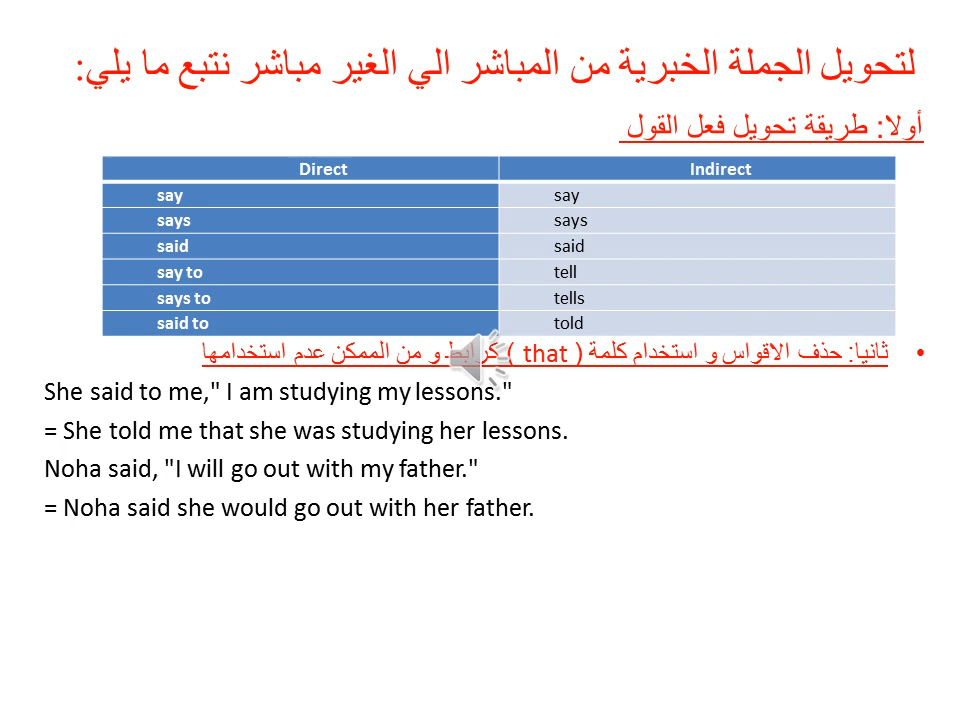 لتحويل الجملة الخبرية من المباشر الي الغير مباشر نتبع ما يلي:
أولا: طريقة تحويل فعل القول
Direct Indirect
say say
says says
said said
say to tell
says to tells
said to told
• ثانيا: حذف الاقواس و استخدام كلمة ( that ) كرابط و من الممكن عدم استخدامها
She said to me," I am studying my lessons."
= She told me that she was studying her lessons.
Noha said, "I will go out with my father."
= Noha said she would go out with her father.